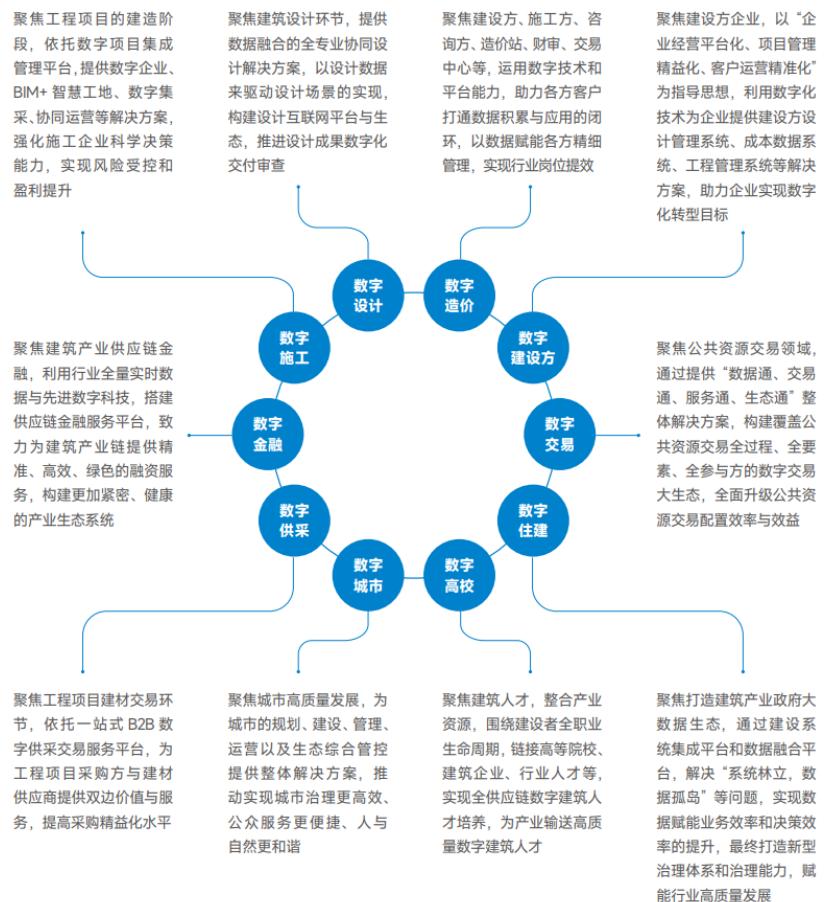 聚焦工程项目的建造阶
段，依托数字项目集成
管理平台，提供数字企业、
BIM+ 智慧工地、数字集
采、协同运营等解决方案，
强化施工企业科学决策
能力，实现风险受控和
盈利提升
聚焦建筑设计环节，提供
数据融合的全专业协同设
计解决方案，以设计数据
来驱动设计场景的实现，
构建设计互联网平台与生
态，推进设计成果数字化
交付审查
聚焦建设方、施工方、咨
询方、造价站、财审、交易
中心等，运用数字技术和
平台能力，助力各方客户
打通数据积累与应用的闭
环，以数据赋能各方精细
管理，实现行业岗位提效
聚焦建设方企业，以“企
业经营平台化、项目管理
精益化、客户运营精准化”
为指导思想，利用数字化
技术为企业提供建设方设
计管理系统、成本数据系
统、工程管理系统等解决
方案，助力企业实现数字
化转型目标
数字
设计
数字
造价
数字
施工
数字
建设方
聚焦建筑产业供应链金
融，利用行业全量实时数
据与先进数字科技，搭建
供应链金融服务平台，致
力为建筑产业链提供精
准、高效、绿色的融资服
务，构建更加紧密、健康
的产业生态系统
数字
金融
数字
交易
聚焦公共资源交易领域，
通过提供“数据通、交易
通、服务通、生态通”整
体解决方案，构建覆盖公
共资源交易全过程、全要
素、全参与方的数字交易
大生态，全面升级公共资
源交易配置效率与效益
数字
供采
数字
住建
数字
城市
数字
高校
聚焦工程项目建材交易环
节，依托一站式 B2B 数
字供采交易服务平台，为
工程项目采购方与建材
供应商提供双边价值与服
务，提高采购精益化水平
聚焦城市高质量发展，为
城市的规划、建设、管理、
运营以及生态综合管控
提供整体解决方案，推
动实现城市治理更高效、
公众服务更便捷、人与
自然更和谐
聚焦建筑人才，整合产业
资源，围绕建设者全职业
生命周期，链接高等院校、
建筑企业、行业人才等，
实现全供应链数字建筑人
才培养，为产业输送高质
量数字建筑人才
聚焦打造建筑产业政府大
数据生态，通过建设系
统集成平台和数据融合平
台，解决“系统林立，数
据孤岛”等问题，实现数
据赋能业务效率和决策效
率的提升，最终打造新型
治理体系和治理能力，赋
能行业高质量发展